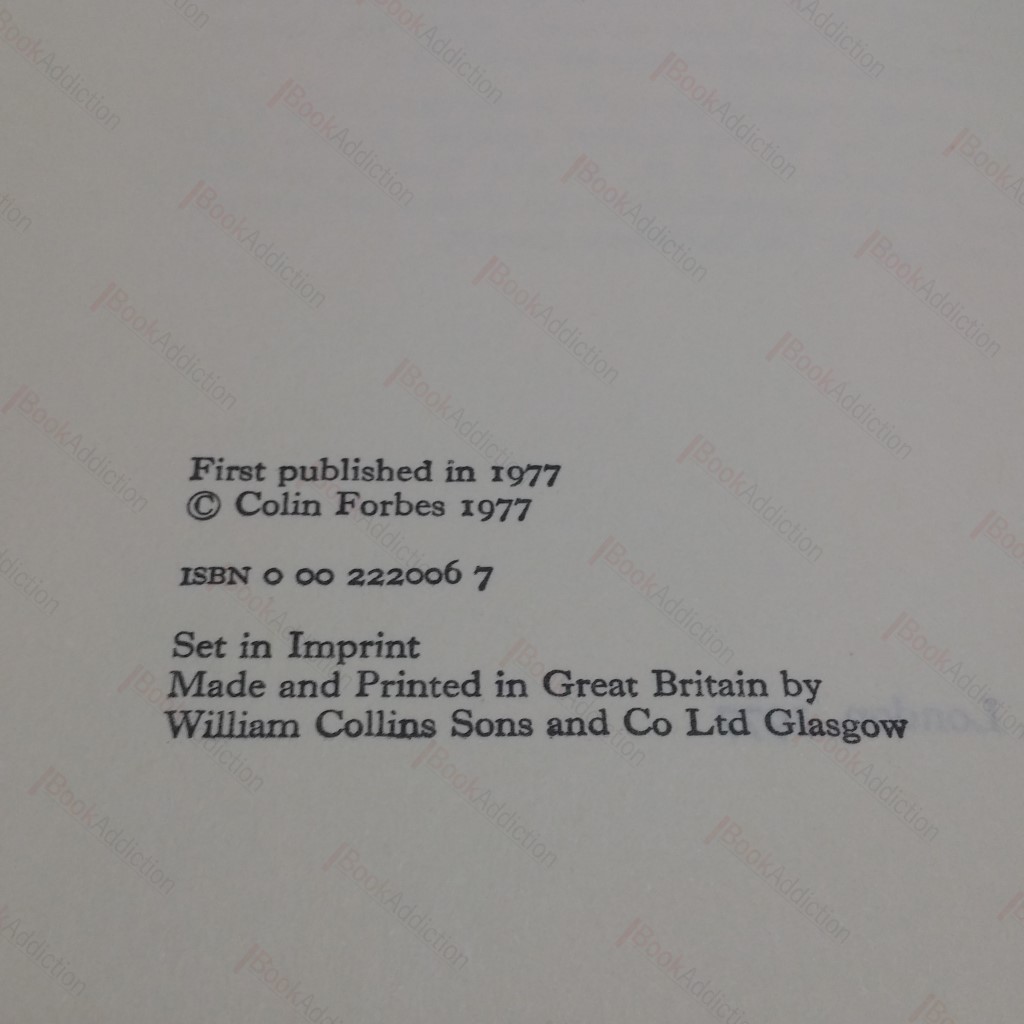 First published in 1977
© Colin Forbes 1977
ISBN 0 00 222006 7
Set in Imprint
Made and Printed in Great Britain by
William Collins Sons and Co Ltd Glasgow
BookAddiction